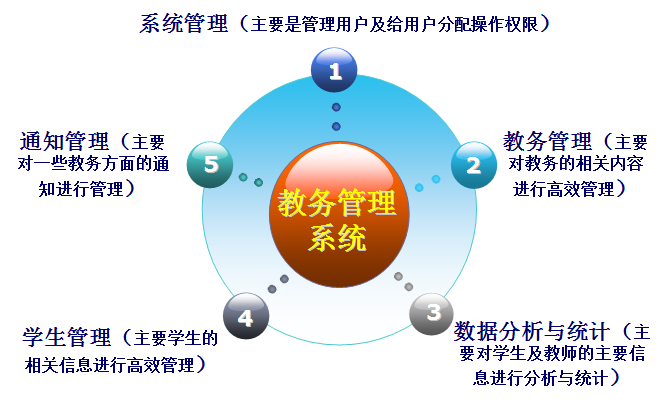 系统管理（主要是管理用户及给用户分配操作权限）
1
通知管理（主要
对一些教务方面的通
知进行管理）
5
教务管理（主要
对教务的相关内容
进行高效管理）
2
教务管理
系统
4
学生管理（主要学生的
相关信息进行高效管理）
3
数据分析与统计（主
要对学生及教师的主要信
息进行分析与统计）